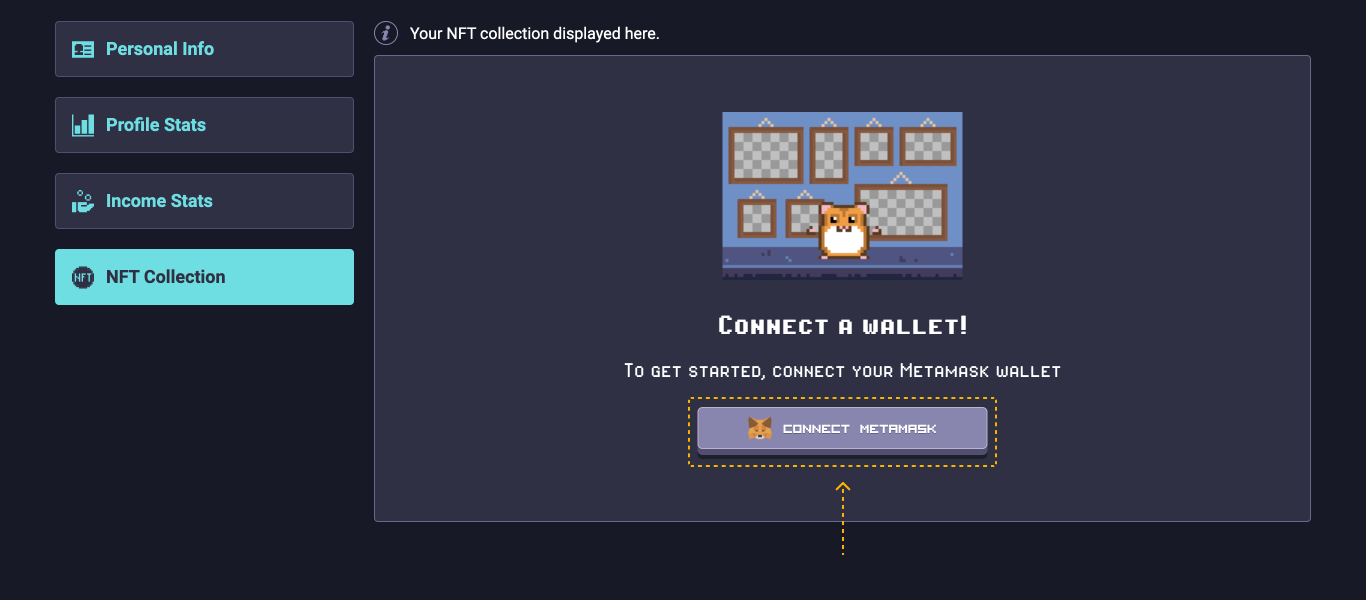 Personal Info
Your NFT collection displayed here.
Profile Stats
Income Stats
NFT
NFT Collection
Connect a wallet!
To get started, connect your Metamask wallet
CONNECT METAMASK